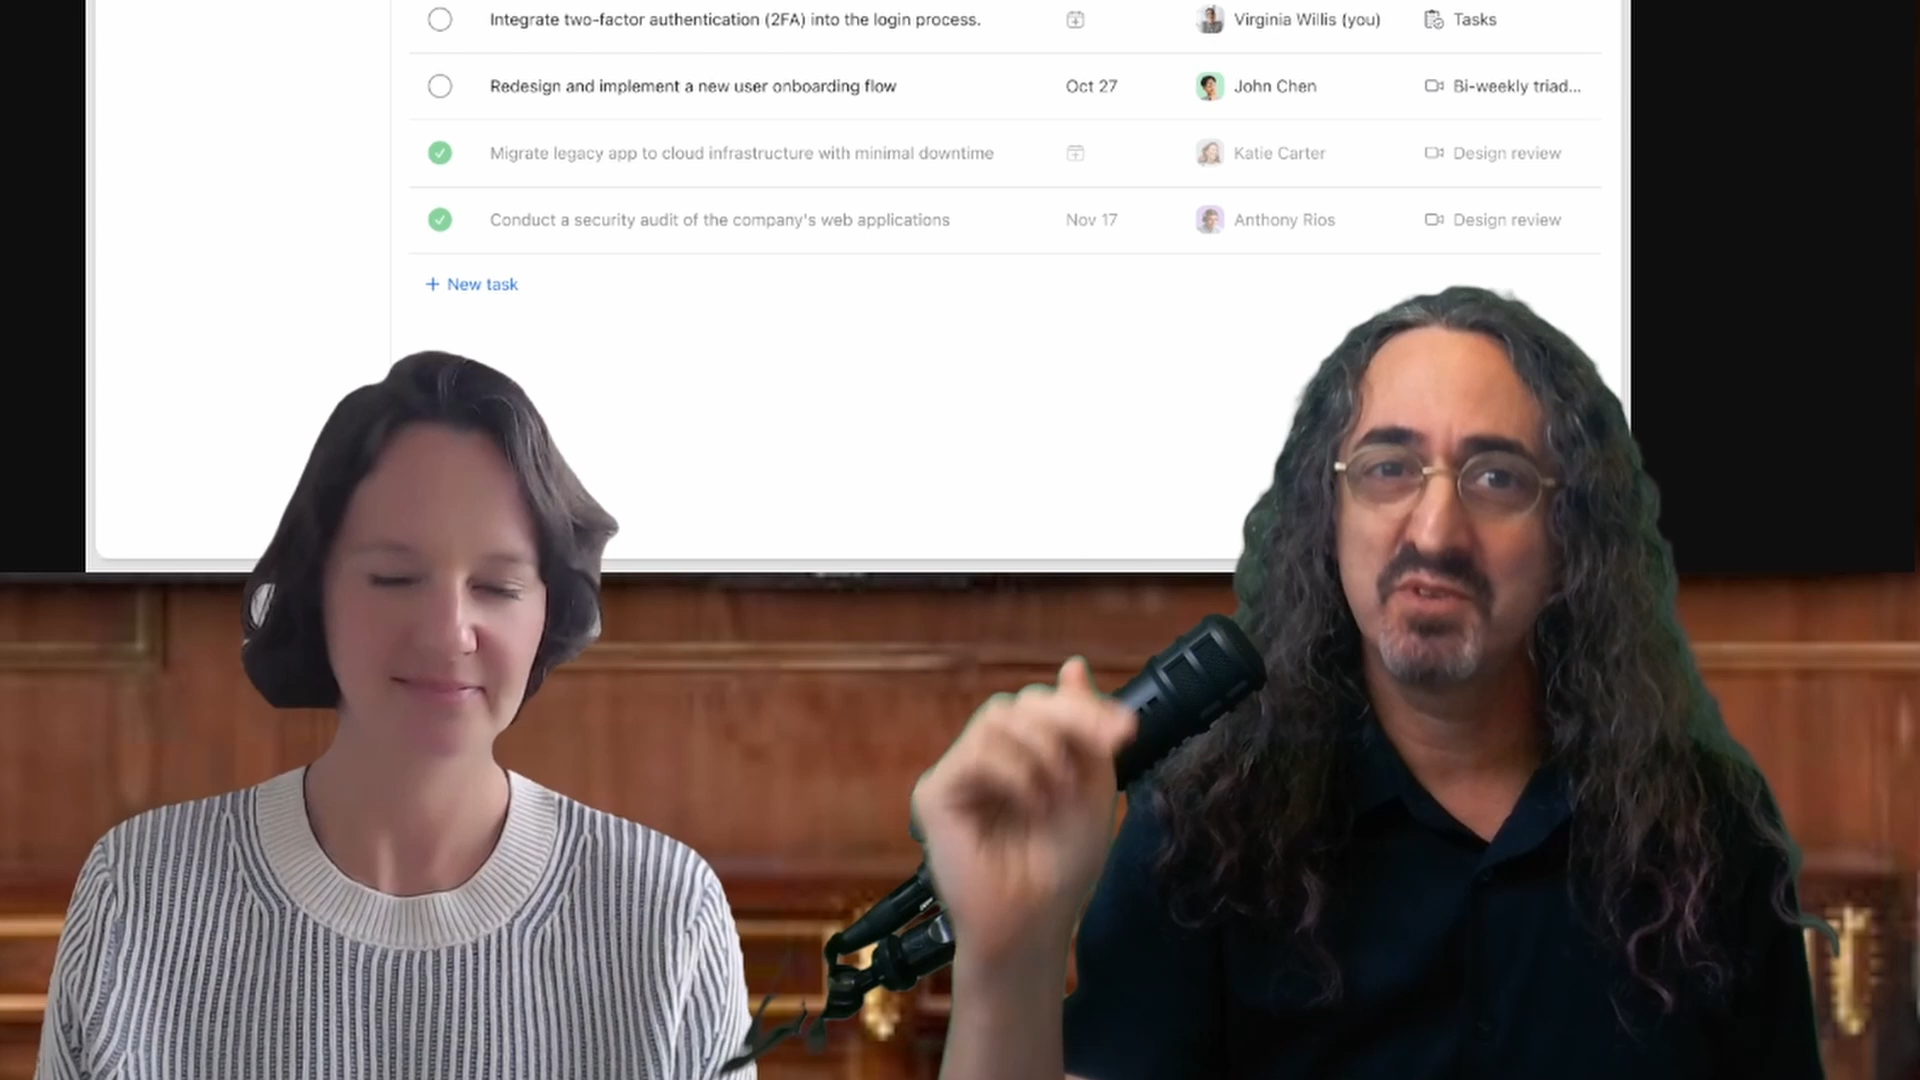 Integrate two-factor authentication (2FA) into the login process. Virginia Willis (you) Tasks
Redesign and implement a new user onboarding flow Oct 27 John Chen Bi-weekly triad...
Migrate legacy app to cloud infrastructure with minimal downtime Katie Carter Design review
Conduct a security audit of the company's web applications Nov 17 Anthony Rios Design review
+ New task